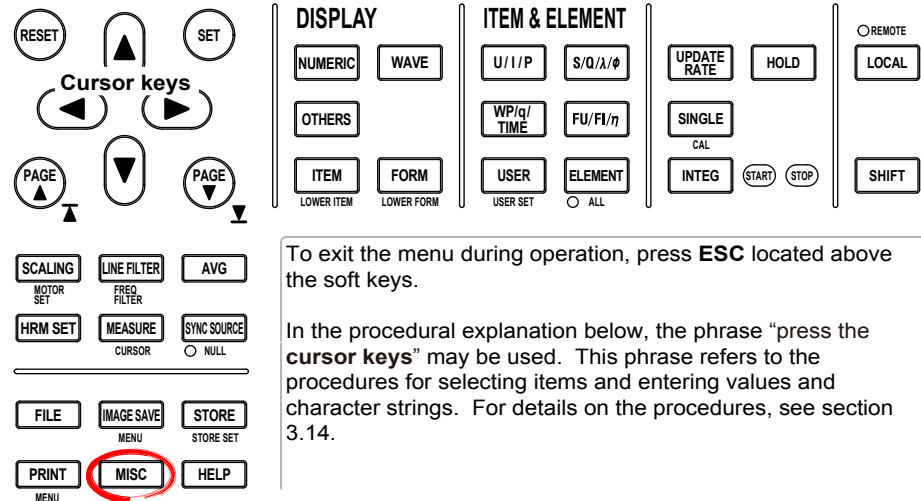 RESET
SET
Cursor keys
PAGE
PAGE
DISPLAY
NUMERIC WAVE
OTHERS
ITEM FORM
LOWER ITEM LOWER FORM
ITEM & ELEMENT
U/I/P S/Q/λ/ø
WP/q/
TIME
FU/FI/η
USER ELEMENT
USER SET ALL
UPDATE
RATE
HOLD
SINGLE
CAL
INTEG START STOP
REMOTE
LOCAL
SHIFT
SCALING LINE FILTER AVG
MOTOR
SET
FREQ
FILTER
HRM SET MEASURE SYNC SOURCE
CURSOR NULL
FILE IMAGE SAVE STORE
MENU STORE SET
PRINT MISC HELP
MENU
To exit the menu during operation, press ESC located above
the soft keys.
In the procedural explanation below, the phrase “press the
cursor keys” may be used. This phrase refers to the
procedures for selecting items and entering values and
character strings. For details on the procedures, see section
3.14.